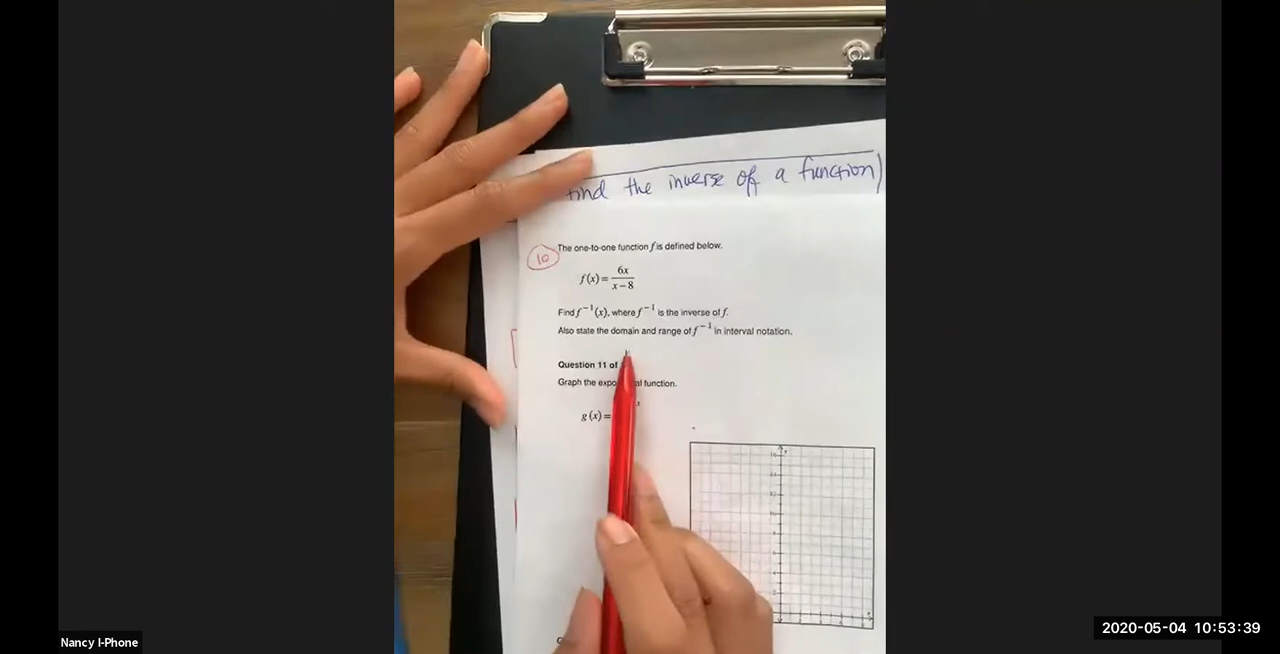 find the inverse of a function)
10
The one-to-one function f is defined below.
f(x) = 6x / x − 8
Find f⁻¹(x), where f⁻¹ is the inverse of f.
Also state the domain and range of f⁻¹ in interval notation.
Question 11 of
Graph the expo al function.
g(x) =
Nancy I-Phone
2020-05-04 10:53:39